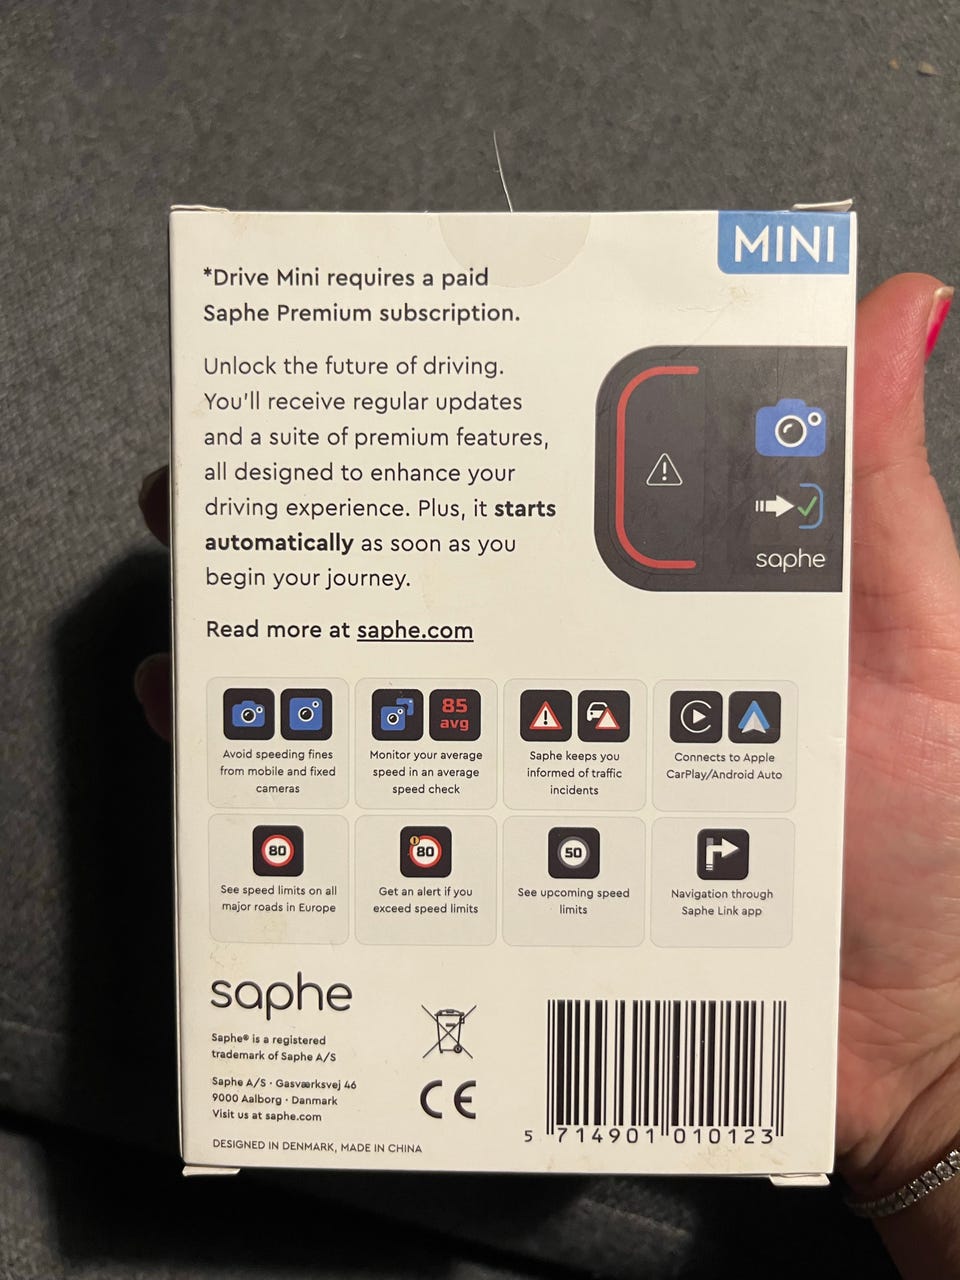 MINI
*Drive Mini requires a paid
Saphe Premium subscription.
Unlock the future of driving.
You'll receive regular updates
and a suite of premium features,
all designed to enhance your
driving experience. Plus, it starts
automatically as soon as you
begin your journey.
Read more at saphe.com
saphe
85
avg
Avoid speeding fines
from mobile and fixed
cameras
Monitor your average
speed in an average
speed check
Saphe keeps you
informed of traffic
incidents
Connects to Apple
CarPlay/Android Auto
80
See speed limits on all
major roads in Europe
80
Get an alert if you
exceed speed limits
50
See upcoming speed
limits
Navigation through
Saphe Link app
saphe
Saphe® is a registered
trademark of Saphe A/S
Saphe A/S · Gasværksvej 46
9000 Aalborg · Danmark
Visit us at saphe.com
DESIGNED IN DENMARK, MADE IN CHINA
CE
5 714901 010123